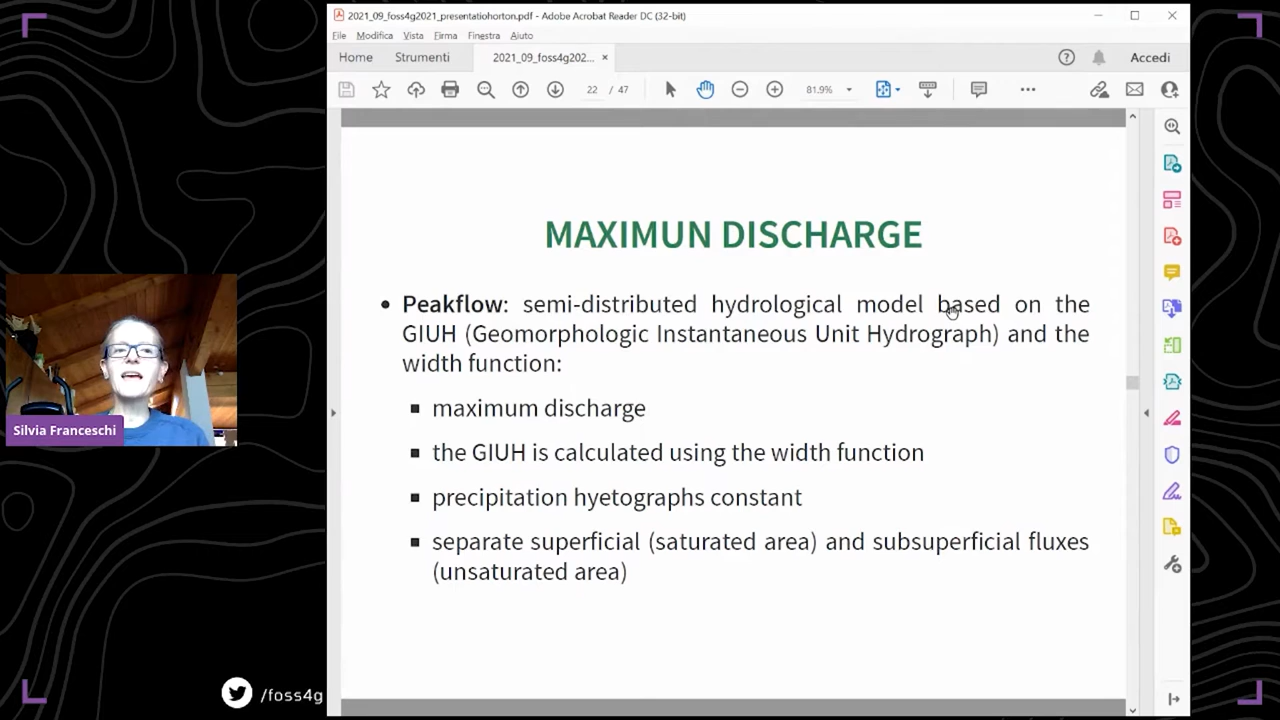 2021_09_foss4g2021_presentatiohorton.pdf - Adobe Acrobat Reader DC (32-bit)
File Modifica Vista Firma Finestra Aiuto
Home Strumenti 2021_09_foss4g202... × Accedi
22 / 47 81.9%
MAXIMUN DISCHARGE
• Peakflow: semi-distributed hydrological model based on the
GIUH (Geomorphologic Instantaneous Unit Hydrograph) and the
width function:
▪ maximum discharge
▪ the GIUH is calculated using the width function
▪ precipitation hyetographs constant
▪ separate superficial (saturated area) and subsuperficial fluxes
(unsaturated area)
Silvia Franceschi
/foss4g